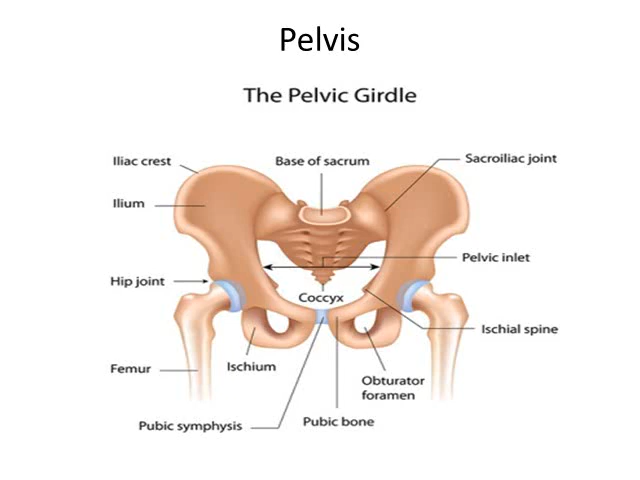 Pelvis
The Pelvic Girdle
Iliac crest
Base of sacrum
Sacroiliac joint
Ilium
Pelvic inlet
Hip joint
Coccyx
Ischial spine
Femur
Ischium
Obturator
foramen
Pubic symphysis
Pubic bone